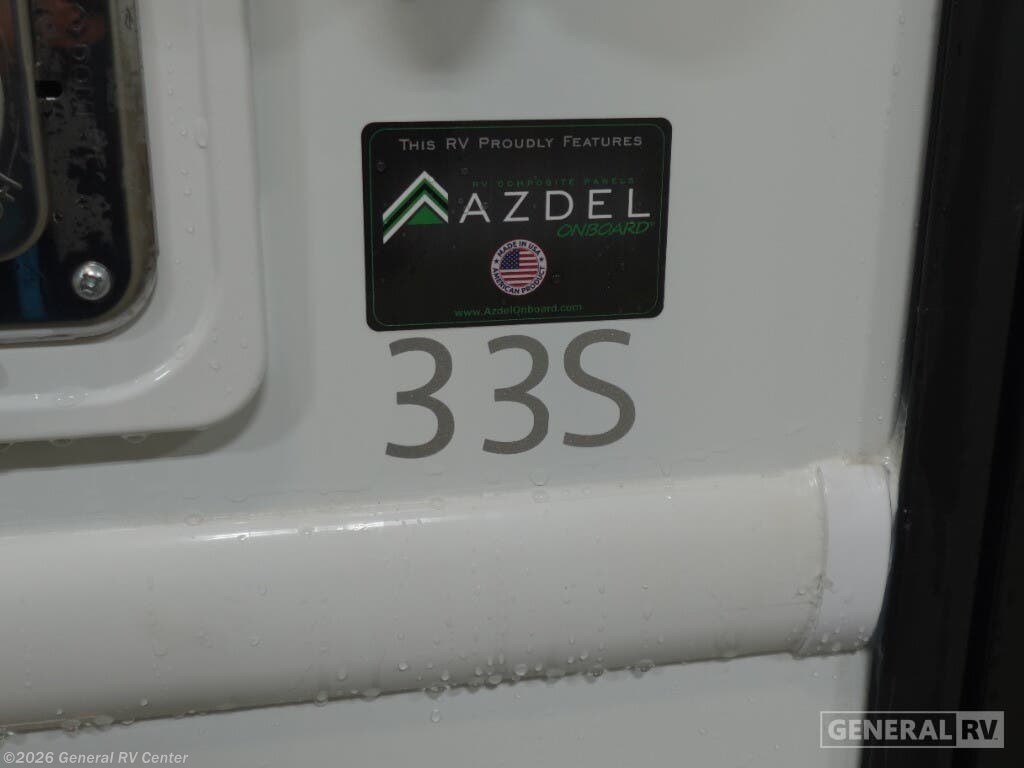 THIS RV PROUDLY FEATURES
RV COMPOSITE PANELS
AZDEL
ONBOARD
MADE IN USA
AMERICAN PRODUCT
www.AzdelOnboard.com
33S
GENERAL RV
©2026 General RV Center